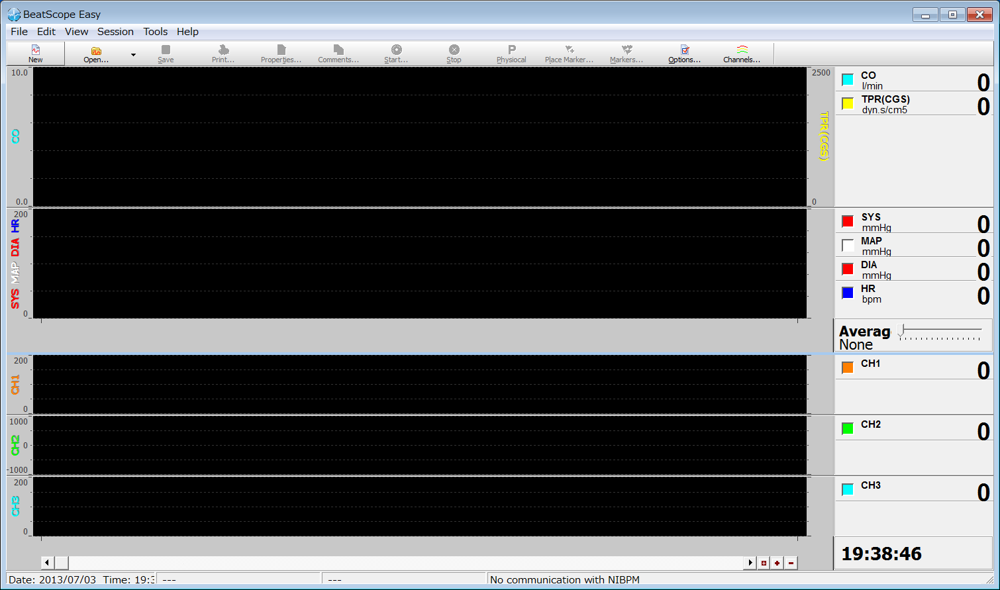 BeatScope Easy
File Edit View Session Tools Help
New Open... Save Print... Properties... Comments... Start... Stop Physiocal Place Marker... Markers... Options... Channels...
10.0
CO
0.0
2500
TPR(CGS)
0
CO 0
l/min
TPR(CGS) 0
dyn.s/cm5
200
SYS MAP DIA HR
0
SYS 0
mmHg
MAP 0
mmHg
DIA 0
mmHg
HR 0
bpm
Averag
None
200
CH1
0
CH1 0
1000
CH2 0
-1000
CH2 0
200
CH3
0
CH3 0
19:38:46
Date: 2013/07/03 Time: 19:3 --- --- No communication with NIBPM